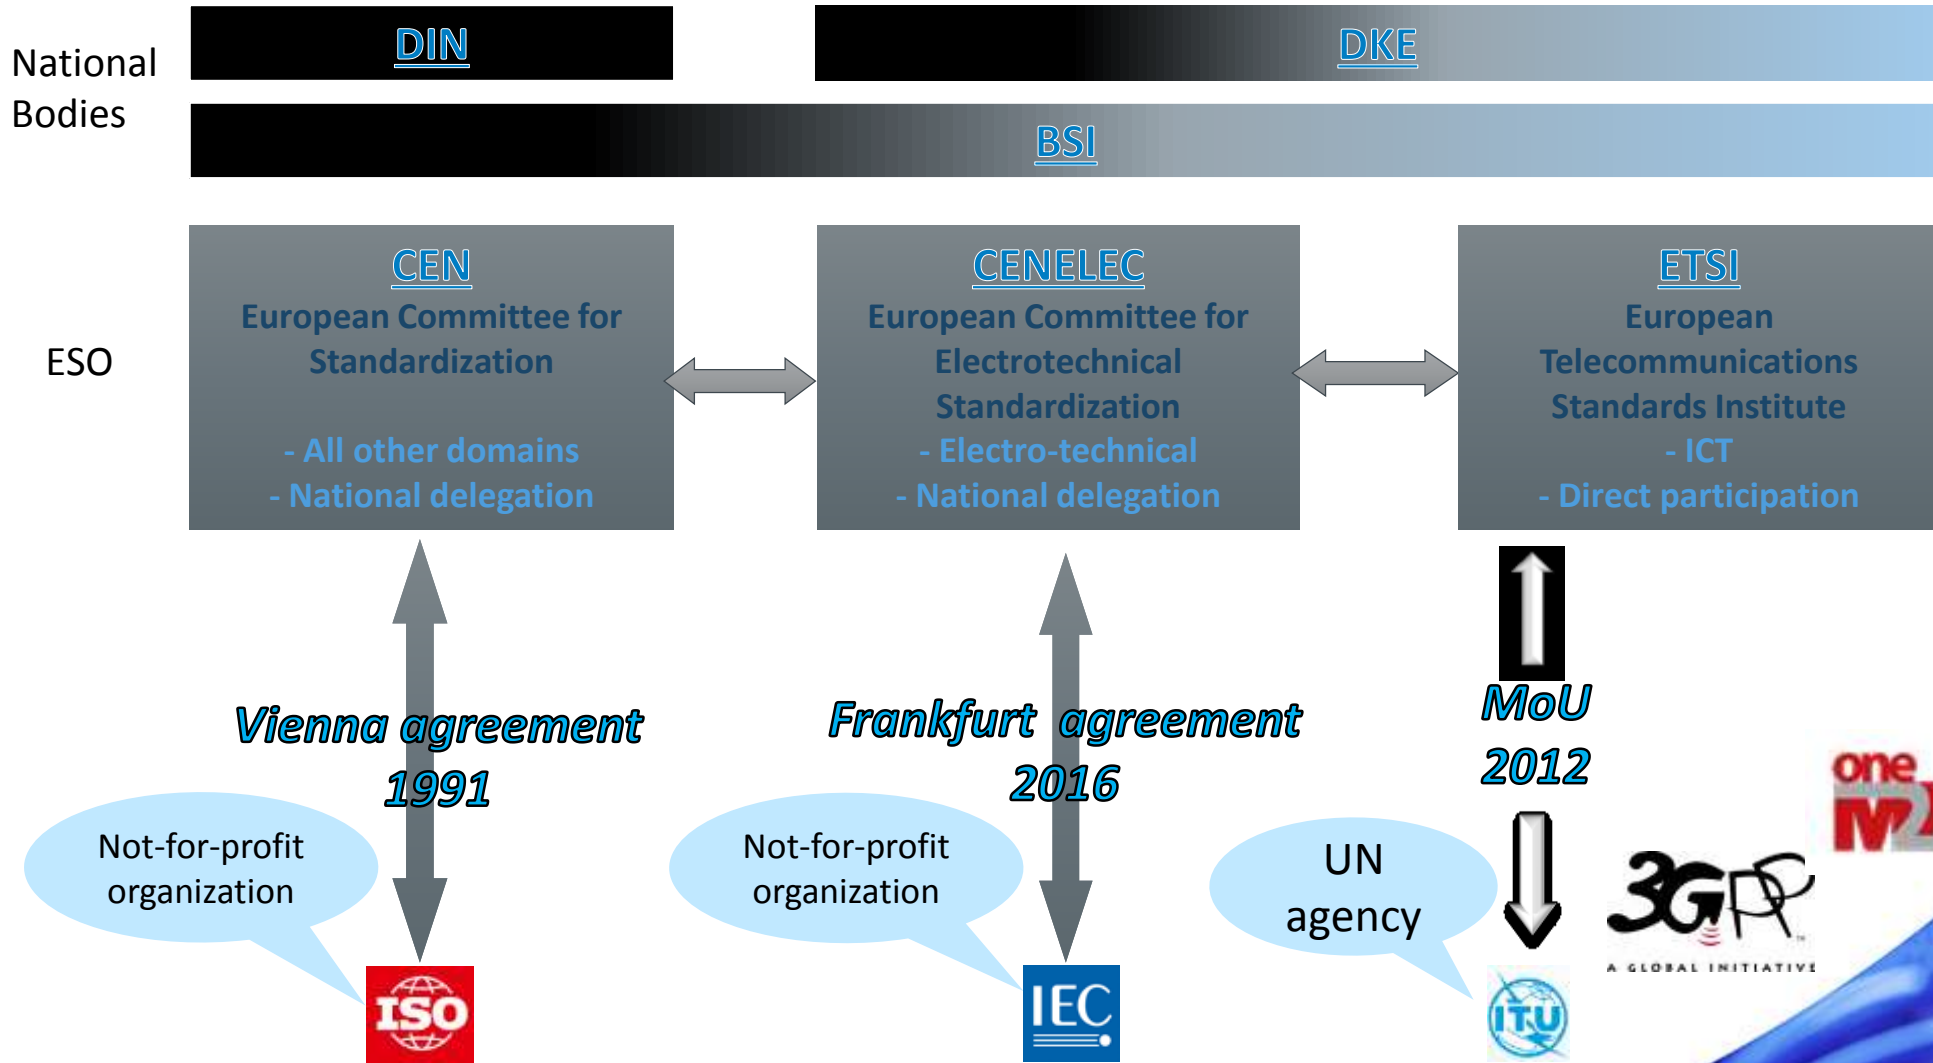 National
Bodies
DIN
DKE
BSI
ESO
CEN
European Committee for
Standardization
- All other domains
- National delegation
CENELEC
European Committee for
Electrotechnical
Standardization
- Electro-technical
- National delegation
ETSI
European
Telecommunications
Standards Institute
- ICT
- Direct participation
Vienna agreement
1991
Frankfurt agreement
2016
MoU
2012
Not-for-profit
organization
Not-for-profit
organization
UN
agency
ISO
IEC
ITU
3GPP
A GLOBAL INITIATIVE
one
M2